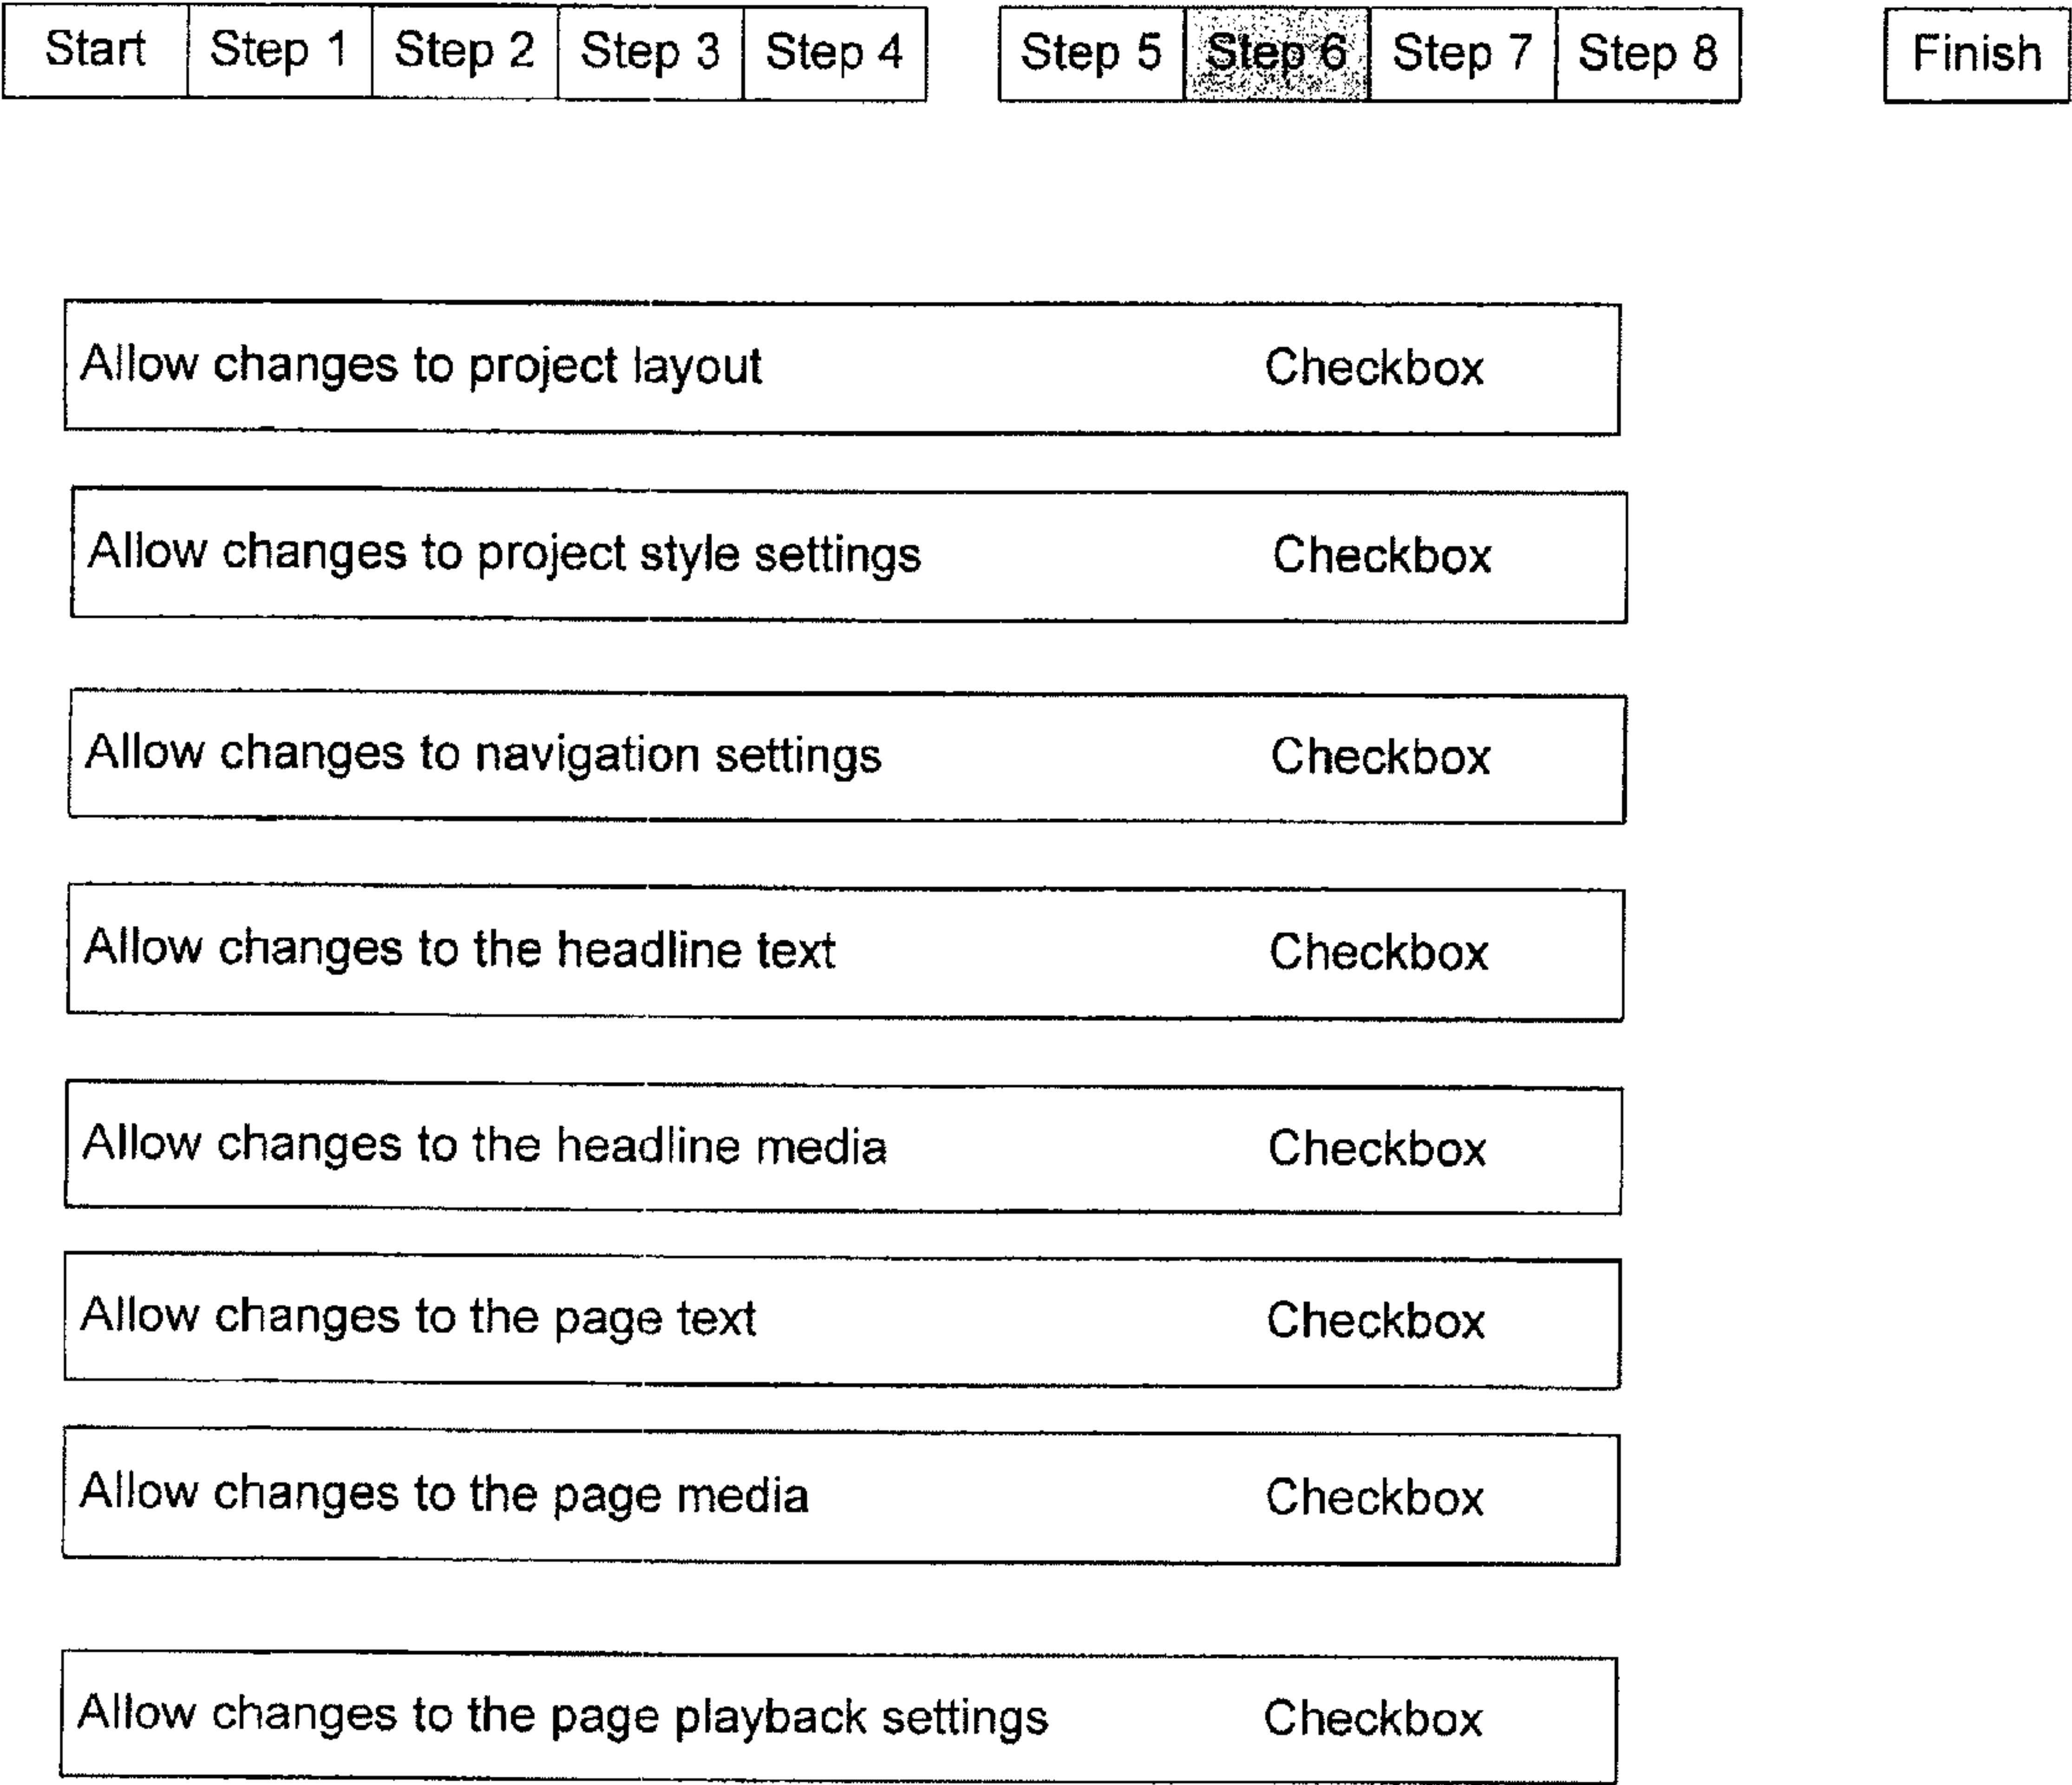 Start Step 1 Step 2 Step 3 Step 4 Step 5 Step 6 Step 7 Step 8 Finish
Allow changes to project layout Checkbox
Allow changes to project style settings Checkbox
Allow changes to navigation settings Checkbox
Allow changes to the headline text Checkbox
Allow changes to the headline media Checkbox
Allow changes to the page text Checkbox
Allow changes to the page media Checkbox
Allow changes to the page playback settings Checkbox